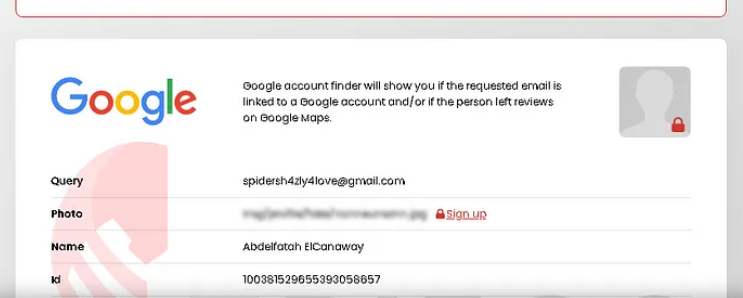 Google
Google account finder will show you if the requested email is
linked to a Google account and/or if the person left reviews
on Google Maps.
Query spidersh4zly4love@gmail.com
Photo Sign up
Name Abdelfatah ElCanaway
Id 100381529655393058657